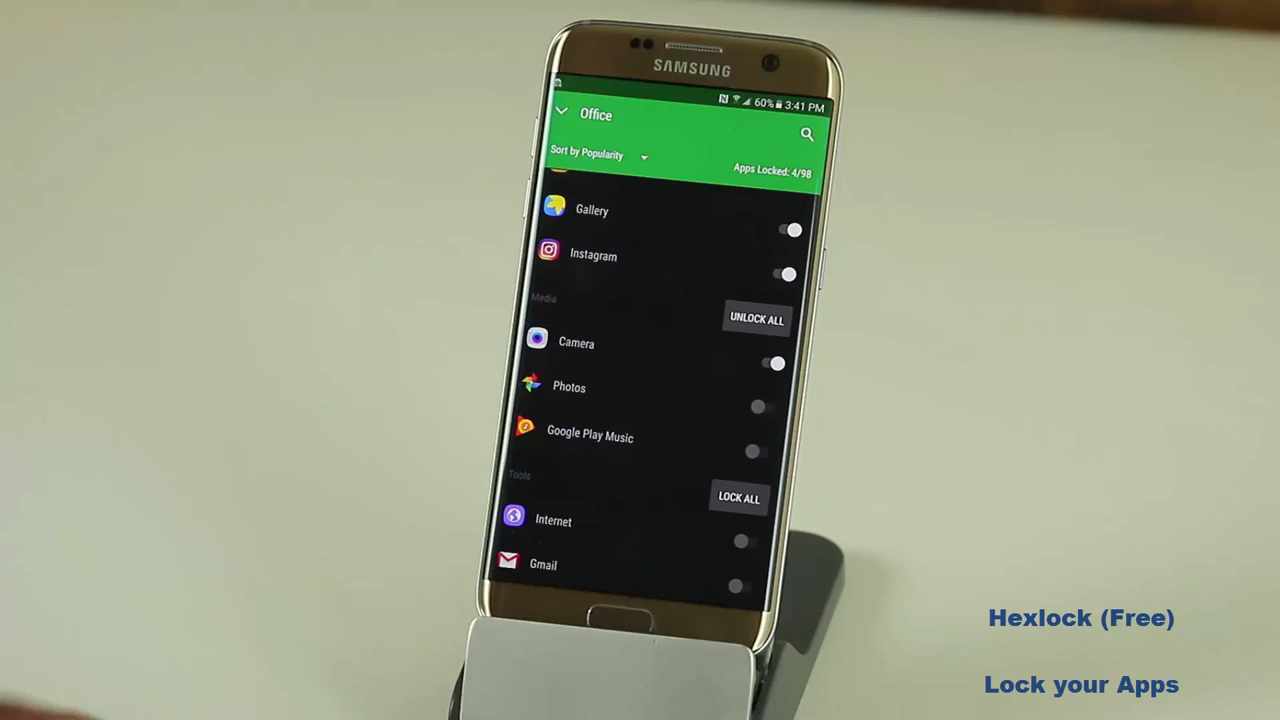 SAMSUNG
60% 3:41 PM
Office
Sort by Popularity
Apps Locked: 4/98
Gallery
Instagram
Media
UNLOCK ALL
Camera
Photos
Google Play Music
Tools
LOCK ALL
Internet
Gmail
Hexlock (Free)
Lock your Apps